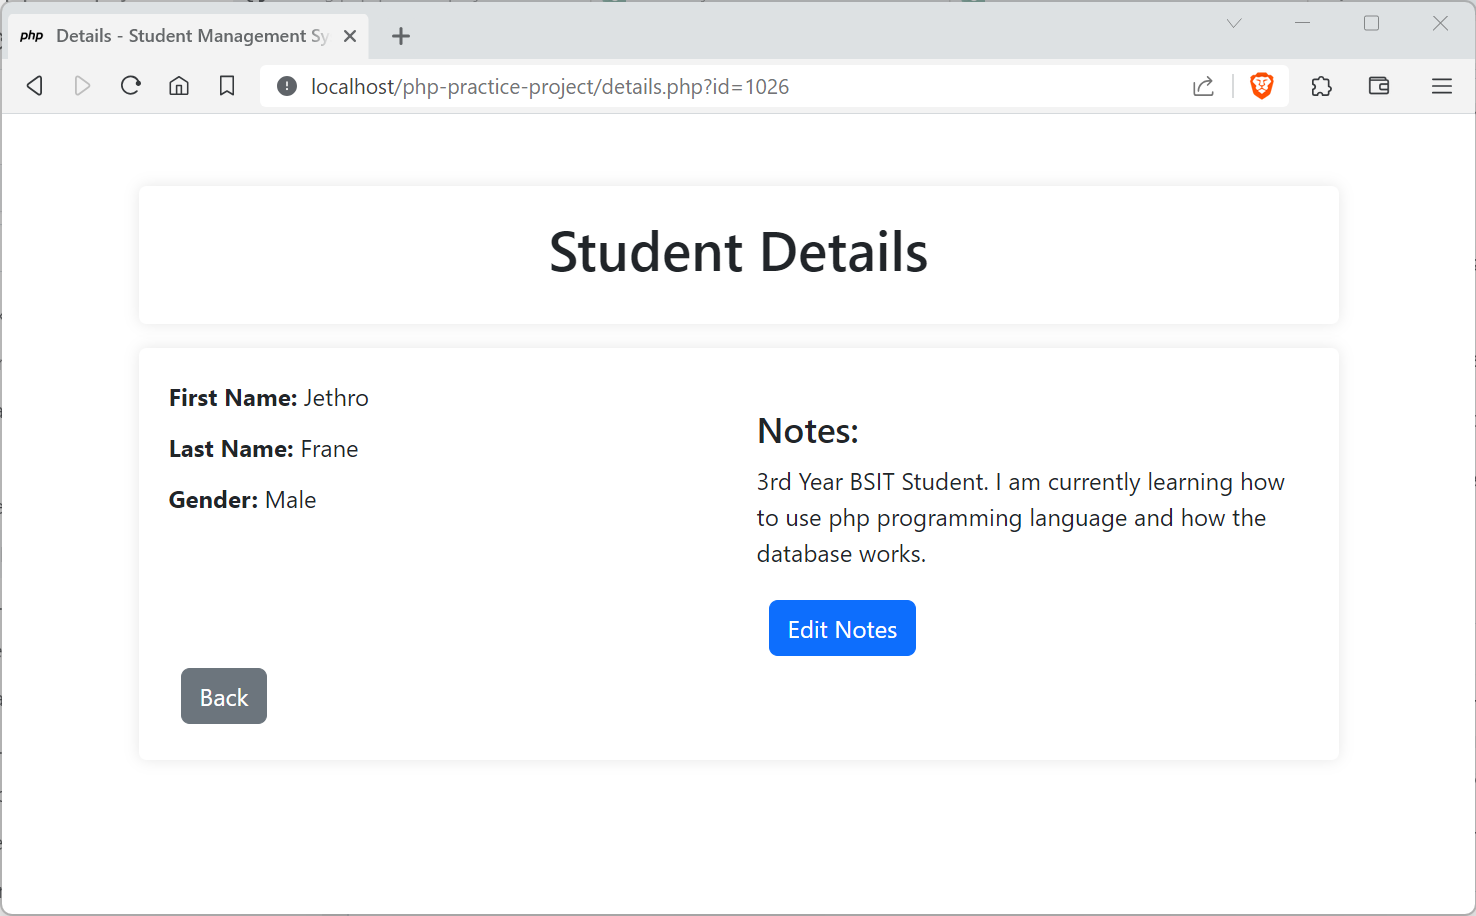 php Details - Student Management Sy
localhost/php-practice-project/details.php?id=1026
Student Details
First Name: Jethro
Last Name: Frane
Gender: Male
Notes:
3rd Year BSIT Student. I am currently learning how
to use php programming language and how the
database works.
Edit Notes
Back